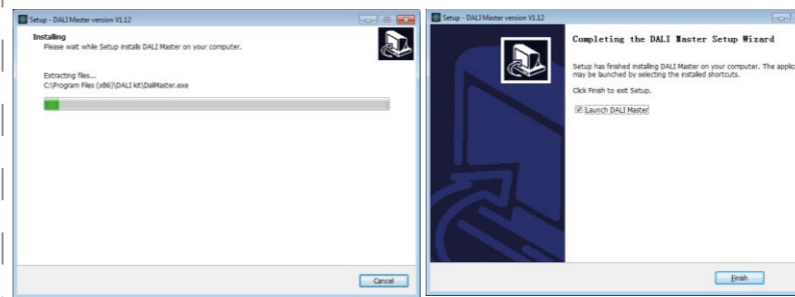 Setup - DALI Master version V1.12
Installing
Please wait while Setup installs DALI Master on your computer.
Extracting files...
C:\Program Files (x86)\DALI kit\DaliMaster.exe
Cancel
Setup - DALI Master version V1.12
Completing the DALI Master Setup Wizard
Setup has finished installing DALI Master on your computer. The applic
may be launched by selecting the installed shortcuts.
Click Finish to exit Setup.
Launch DALI Master
Finish